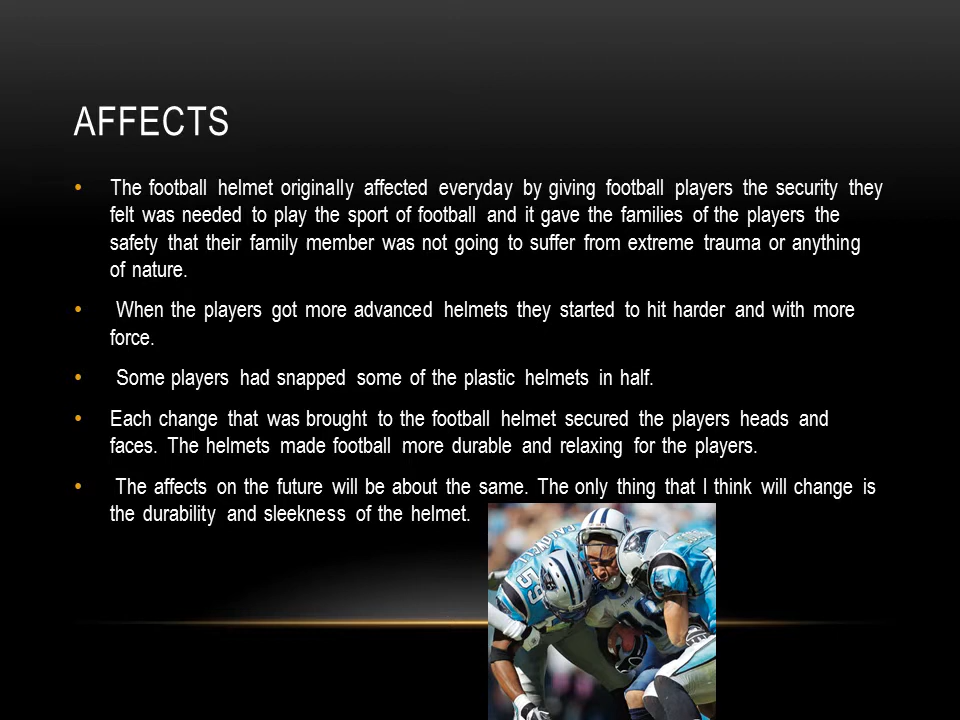 AFFECTS
• The football helmet originally affected everyday by giving football players the security they
felt was needed to play the sport of football and it gave the families of the players the
safety that their family member was not going to suffer from extreme trauma or anything
of nature.
• When the players got more advanced helmets they started to hit harder and with more
force.
• Some players had snapped some of the plastic helmets in half.
• Each change that was brought to the football helmet secured the players heads and
faces. The helmets made football more durable and relaxing for the players.
• The affects on the future will be about the same. The only thing that I think will change is
the durability and sleekness of the helmet.
59